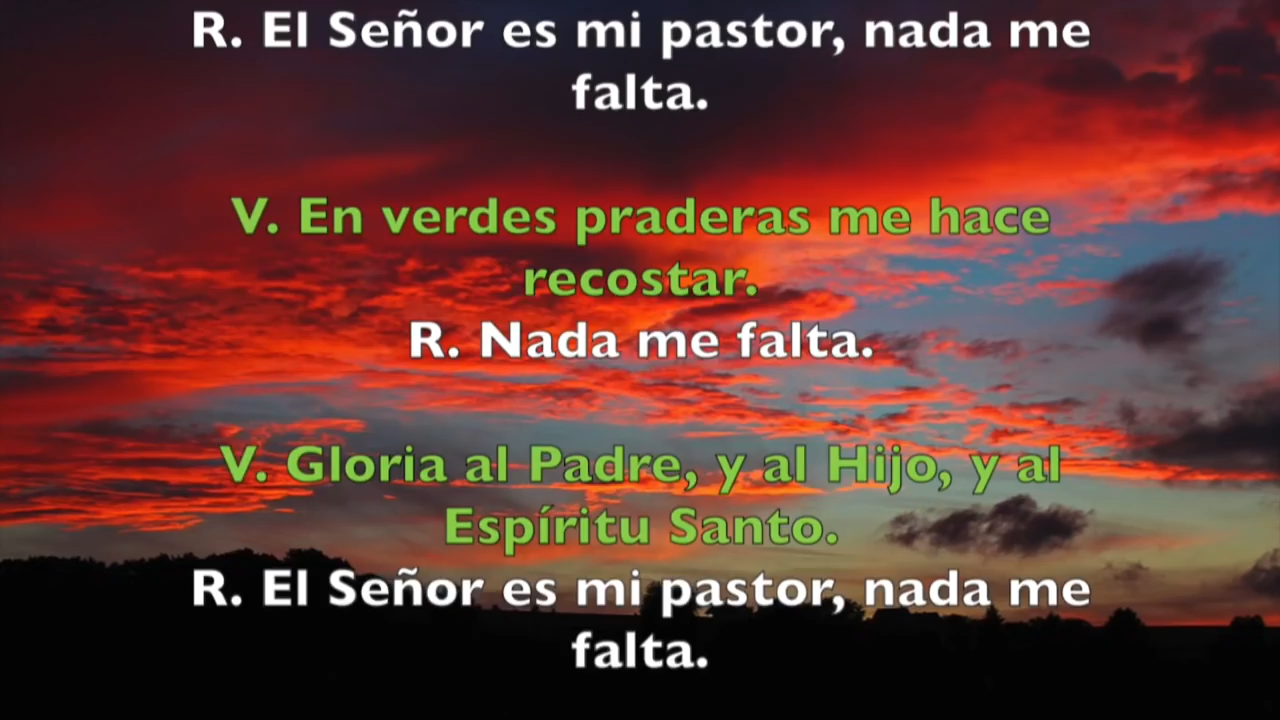 R. El Señor es mi pastor, nada me
falta.
V. En verdes praderas me hace
recostar.
R. Nada me falta.
V. Gloria al Padre, y al Hijo, y al
Espíritu Santo.
R. El Señor es mi pastor, nada me
falta.